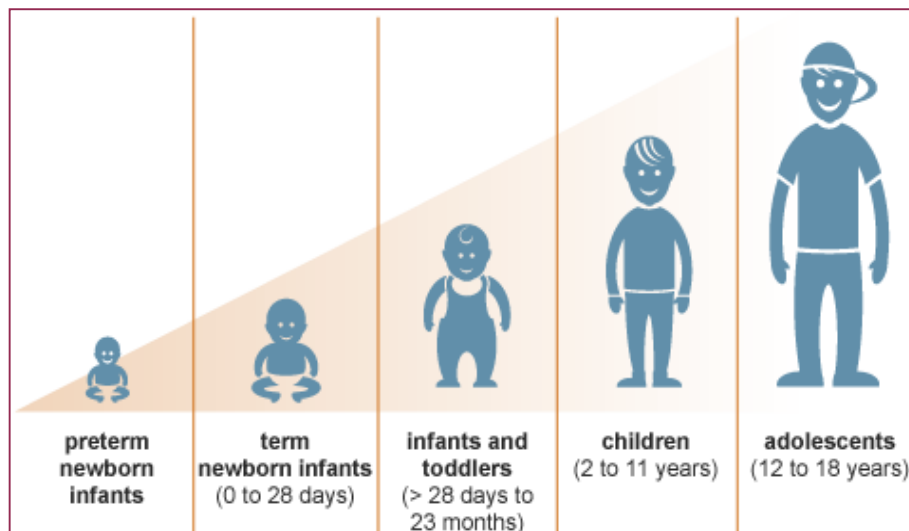 preterm
newborn
infants
term
newborn infants
(0 to 28 days)
infants and
toddlers
(> 28 days to
23 months)
children
(2 to 11 years)
adolescents
(12 to 18 years)